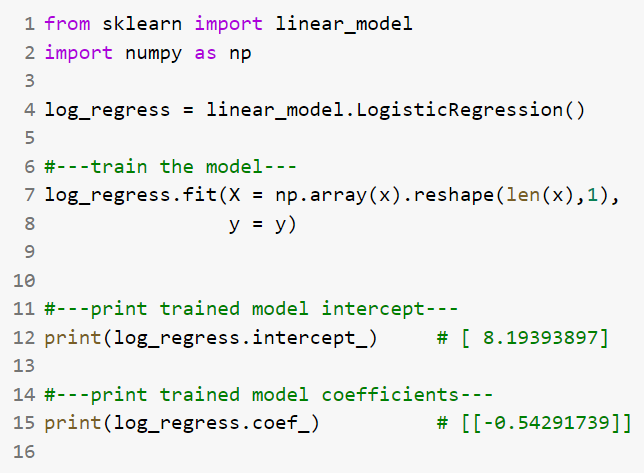 1 from sklearn import linear_model
2 import numpy as np
3
4 log_regress = linear_model.LogisticRegression()
5
6 #---train the model---
7 log_regress.fit(X = np.array(x).reshape(len(x),1),
8                 y = y)
9
10
11 #---print trained model intercept---
12 print(log_regress.intercept_)     # [ 8.19393897]
13
14 #---print trained model coefficients---
15 print(log_regress.coef_)          # [[-0.54291739]]
16